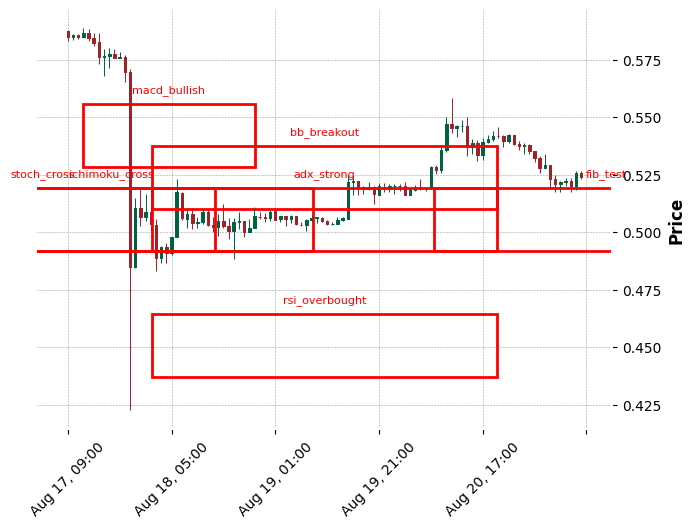 macd_bullish
bb_breakout
stoch_cross
ichimoku_cross
adx_strong
fib_test
rsi_overbought
0.575
0.550
0.525
0.500
0.475
0.450
0.425
Price
Aug 17, 09:00
Aug 18, 05:00
Aug 19, 01:00
Aug 19, 21:00
Aug 20, 17:00